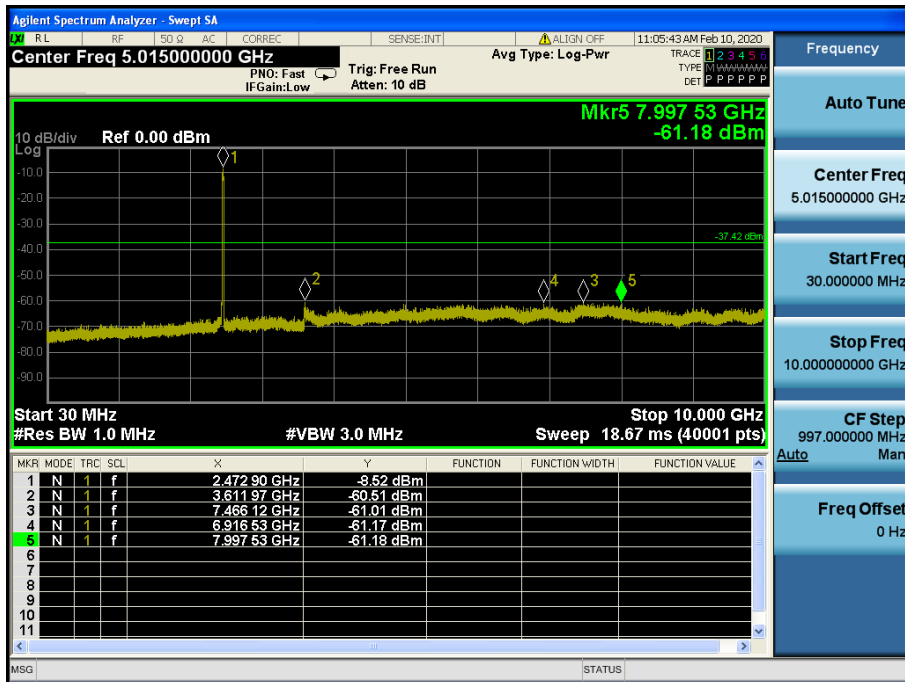 Agilent Spectrum Analyzer - Swept SA
LXI RL RF 50 Ω AC CORREC SENSE:INT ALIGN OFF 11:05:43 AM Feb 10, 2020
Center Freq 5.015000000 GHz
PNO: Fast
IFGain:Low
Trig: Free Run
Atten: 10 dB
Avg Type: Log-Pwr
TRACE 1 2 3 4 5 6
TYPE M W W W W W
DET P P P P P P
Mkr5 7.997 53 GHz
-61.18 dBm
10 dB/div Ref 0.00 dBm
Log
-10.0
-20.0
-30.0
-40.0
-50.0
-60.0
-70.0
-80.0
-90.0
1
2
4
3
5
-37.42 dBm
Start 30 MHz Stop 10.000 GHz
#Res BW 1.0 MHz #VBW 3.0 MHz Sweep 18.67 ms (40001 pts)
MKR MODE TRC SCL X Y FUNCTION FUNCTION WIDTH FUNCTION VALUE
1 N 1 f 2.472 90 GHz -8.52 dBm
2 N 1 f 3.611 97 GHz -60.51 dBm
3 N 1 f 7.466 12 GHz -61.01 dBm
4 N 1 f 6.916 53 GHz -61.17 dBm
5 N 1 f 7.997 53 GHz -61.18 dBm
6
7
8
9
10
11
MSG STATUS
Frequency
Auto Tune
Center Freq
5.015000000 GHz
Start Freq
30.000000 MHz
Stop Freq
10.000000000 GHz
CF Step
997.000000 MHz
Auto Man
Freq Offset
0 Hz